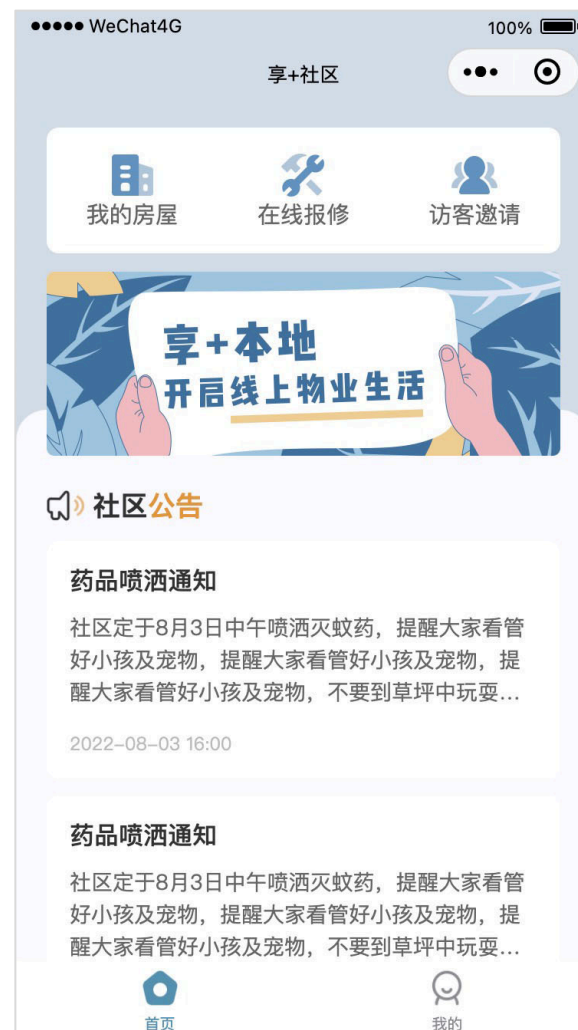 ●●●●● WeChat4G 100%
享+社区
我的房屋 在线报修 访客邀请
享+本地
开启线上物业生活
社区公告
药品喷洒通知
社区定于8月3日中午喷洒灭蚊药，提醒大家看管
好小孩及宠物，提醒大家看管好小孩及宠物，提
醒大家看管好小孩及宠物，不要到草坪中玩耍...
2022-08-03 16:00
药品喷洒通知
社区定于8月3日中午喷洒灭蚊药，提醒大家看管
好小孩及宠物，提醒大家看管好小孩及宠物，提
醒大家看管好小孩及宠物，不要到草坪中玩耍...
首页 我的